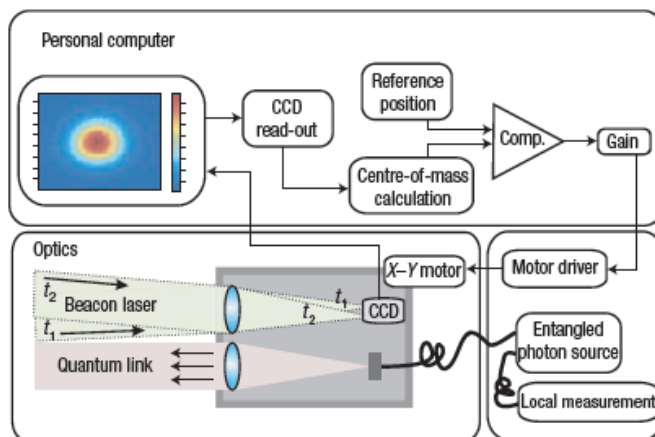 Personal computer
CCD
read-out
Reference
position
Centre-of-mass
calculation
Comp.
Gain
Optics
t2
Beacon laser
t1
t1
t2
CCD
X–Y motor
Motor driver
Quantum link
Entangled
photon source
Local measurement